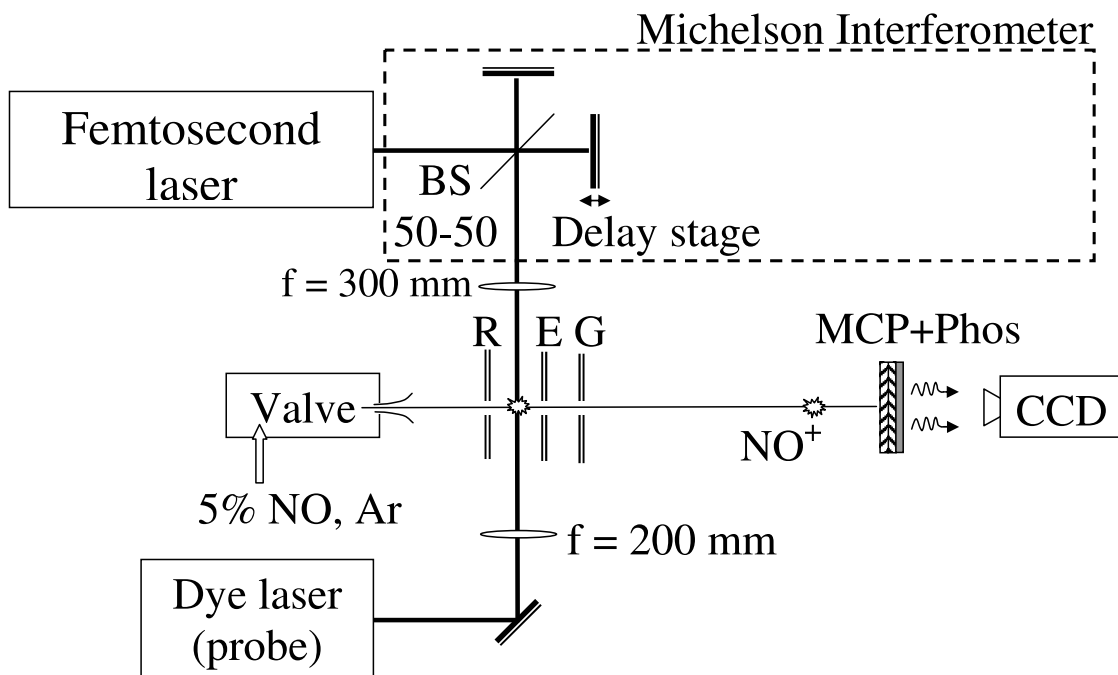 Michelson Interferometer
Femtosecond
laser
BS
50-50
Delay stage
f = 300 mm
R
E
G
MCP+Phos
Valve
NO⁺
CCD
5% NO, Ar
f = 200 mm
Dye laser
(probe)